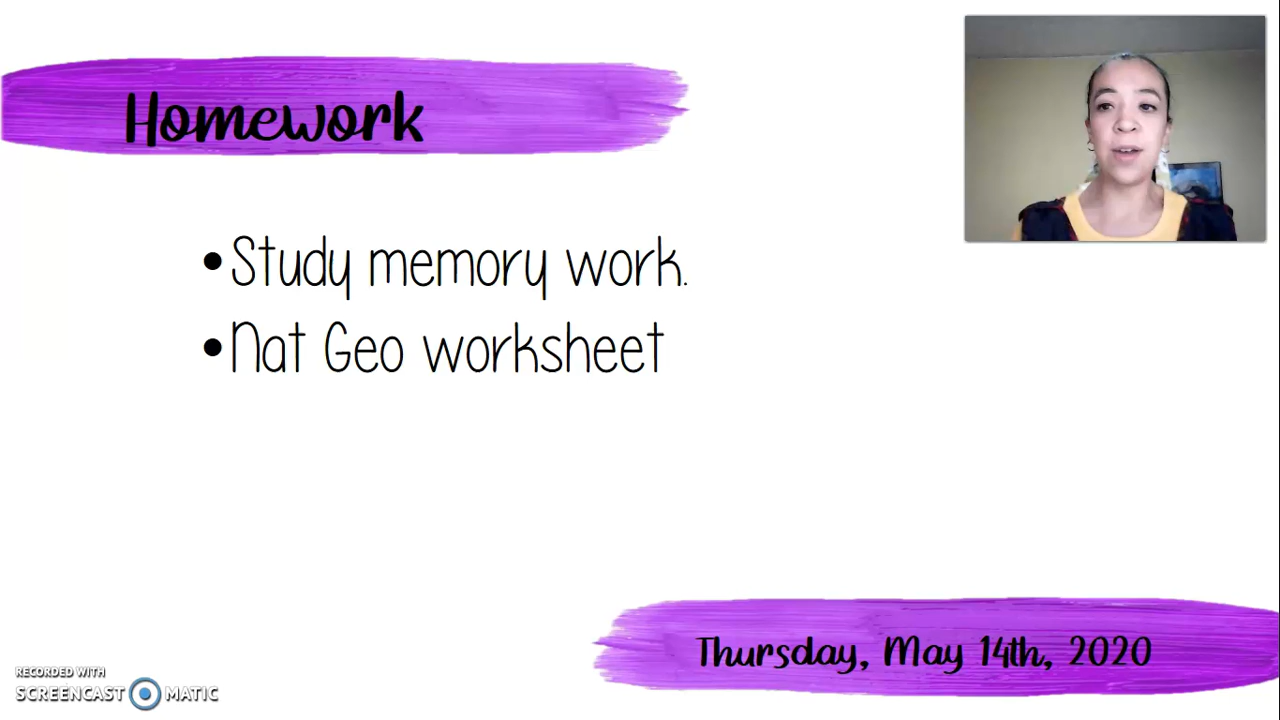 Homework
•Study memory work.
•Nat Geo worksheet
Thursday, May 14th, 2020
RECORDED WITH
SCREENCAST MATIC